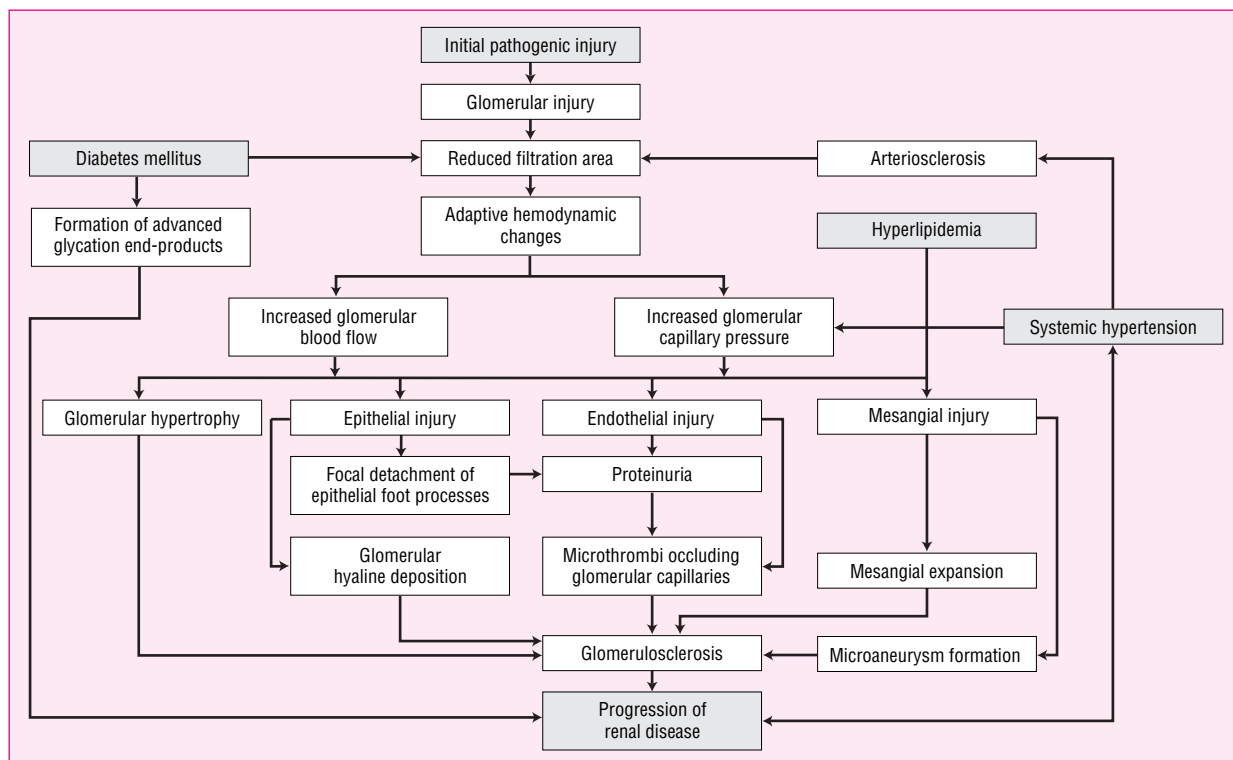 Initial pathogenic injury
Glomerular injury
Diabetes mellitus
Reduced filtration area
Arteriosclerosis
Formation of advanced
glycation end-products
Adaptive hemodynamic
changes
Hyperlipidemia
Increased glomerular
blood flow
Increased glomerular
capillary pressure
Systemic hypertension
Glomerular hypertrophy
Epithelial injury
Endothelial injury
Mesangial injury
Focal detachment of
epithelial foot processes
Proteinuria
Glomerular
hyaline deposition
Microthrombi occluding
glomerular capillaries
Mesangial expansion
Glomerulosclerosis
Microaneurysm formation
Progression of
renal disease